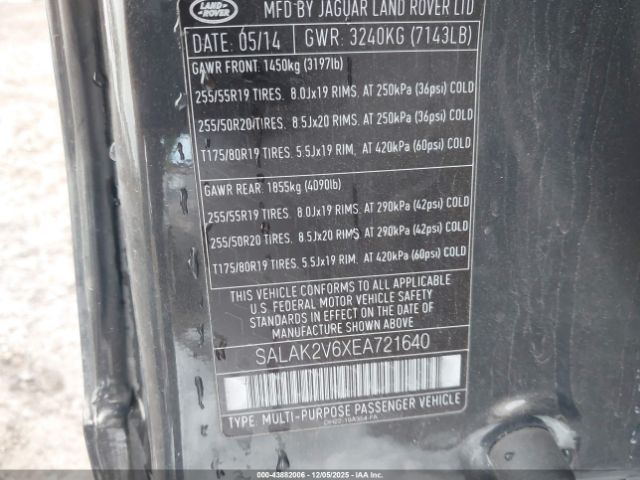 LAND
ROVER
MFD BY JAGUAR LAND ROVER LTD
DATE: 05/14 GWR: 3240KG (7143LB)
GAWR FRONT: 1450kg (3197lb)
255/55R19 TIRES. 8.0Jx19 RIMS. AT 250kPa (36psi) COLD
255/50R20 TIRES. 8.5Jx20 RIMS. AT 250kPa (36psi) COLD
T175/80R19 TIRES. 5.5Jx19 RIM. AT 420kPa (60psi) COLD
GAWR REAR: 1855kg (4090lb)
255/55R19 TIRES. 8.0Jx19 RIMS. AT 290kPa (42psi) COLD
255/50R20 TIRES. 8.5Jx20 RIMS. AT 290kPa (42psi) COLD
T175/80R19 TIRES. 5.5Jx19 RIM. AT 420kPa (60psi) COLD
THIS VEHICLE CONFORMS TO ALL APPLICABLE
U.S. FEDERAL MOTOR VEHICLE SAFETY
STANDARDS IN EFFECT ON THE DATE OF
MANUFACTURE SHOWN ABOVE.
SALAK2V6XEA721640
TYPE: MULTI-PURPOSE PASSENGER VEHICLE
000-43882006 - 12/05/2025 - COPYRIGHT IAA, LLC